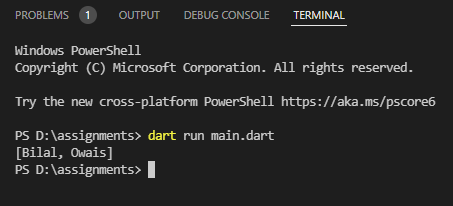 PROBLEMS 1 OUTPUT DEBUG CONSOLE TERMINAL
Windows PowerShell
Copyright (C) Microsoft Corporation. All rights reserved.
Try the new cross-platform PowerShell https://aka.ms/pscore6
PS D:\assignments> dart run main.dart
[Bilal, Owais]
PS D:\assignments>